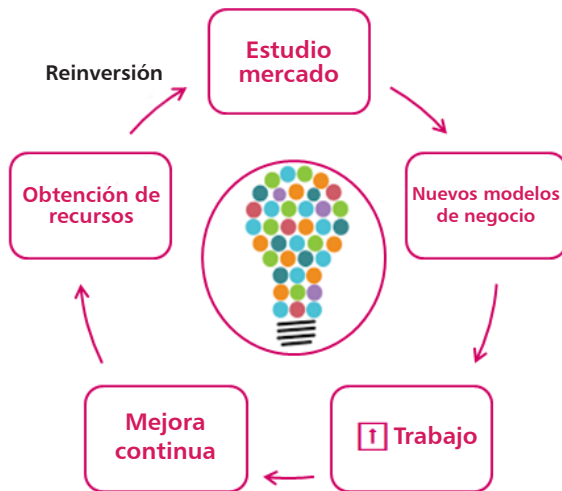 Estudio
mercado
Reinversión
Obtención de
recursos
Nuevos modelos
de negocio
Mejora
continua
↑ Trabajo